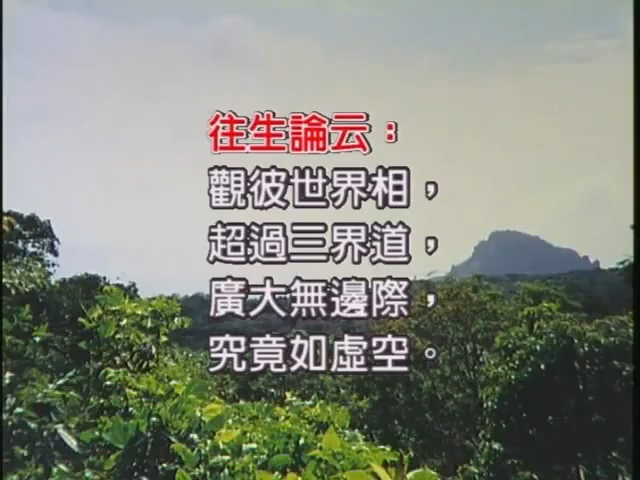 往生論云：
觀彼世界相，
超過三界道，
廣大無邊際，
究竟如虛空。